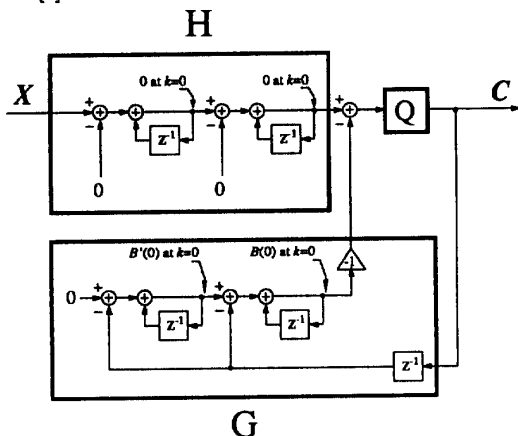 H
0 at k=0 0 at k=0
X + + + Q C
− − −
z⁻¹ z⁻¹
0 0
B'(0) at k=0 B(0) at k=0 -1
0 + +
− −
z⁻¹ z⁻¹
z⁻¹
G